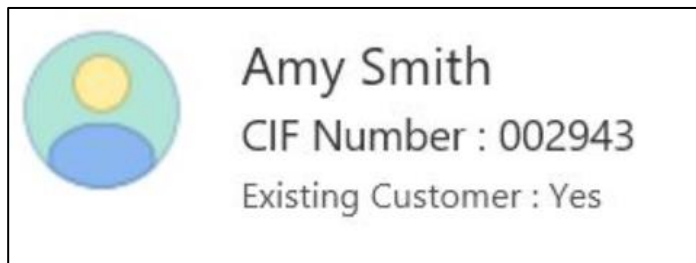 Amy Smith
CIF Number : 002943
Existing Customer : Yes